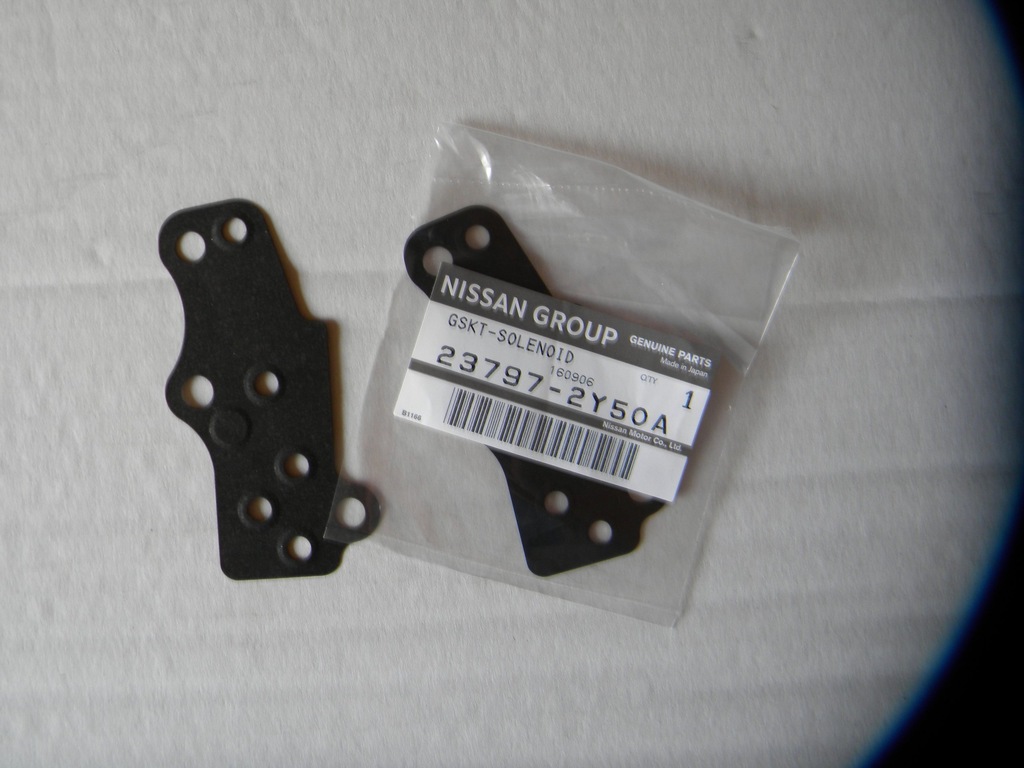 NISSAN GROUP
GENUINE PARTS
Made in Japan
GSKT-SOLENOID
160906
QTY
1
23797-2Y50A
Nissan Motor Co., Ltd.
B1166